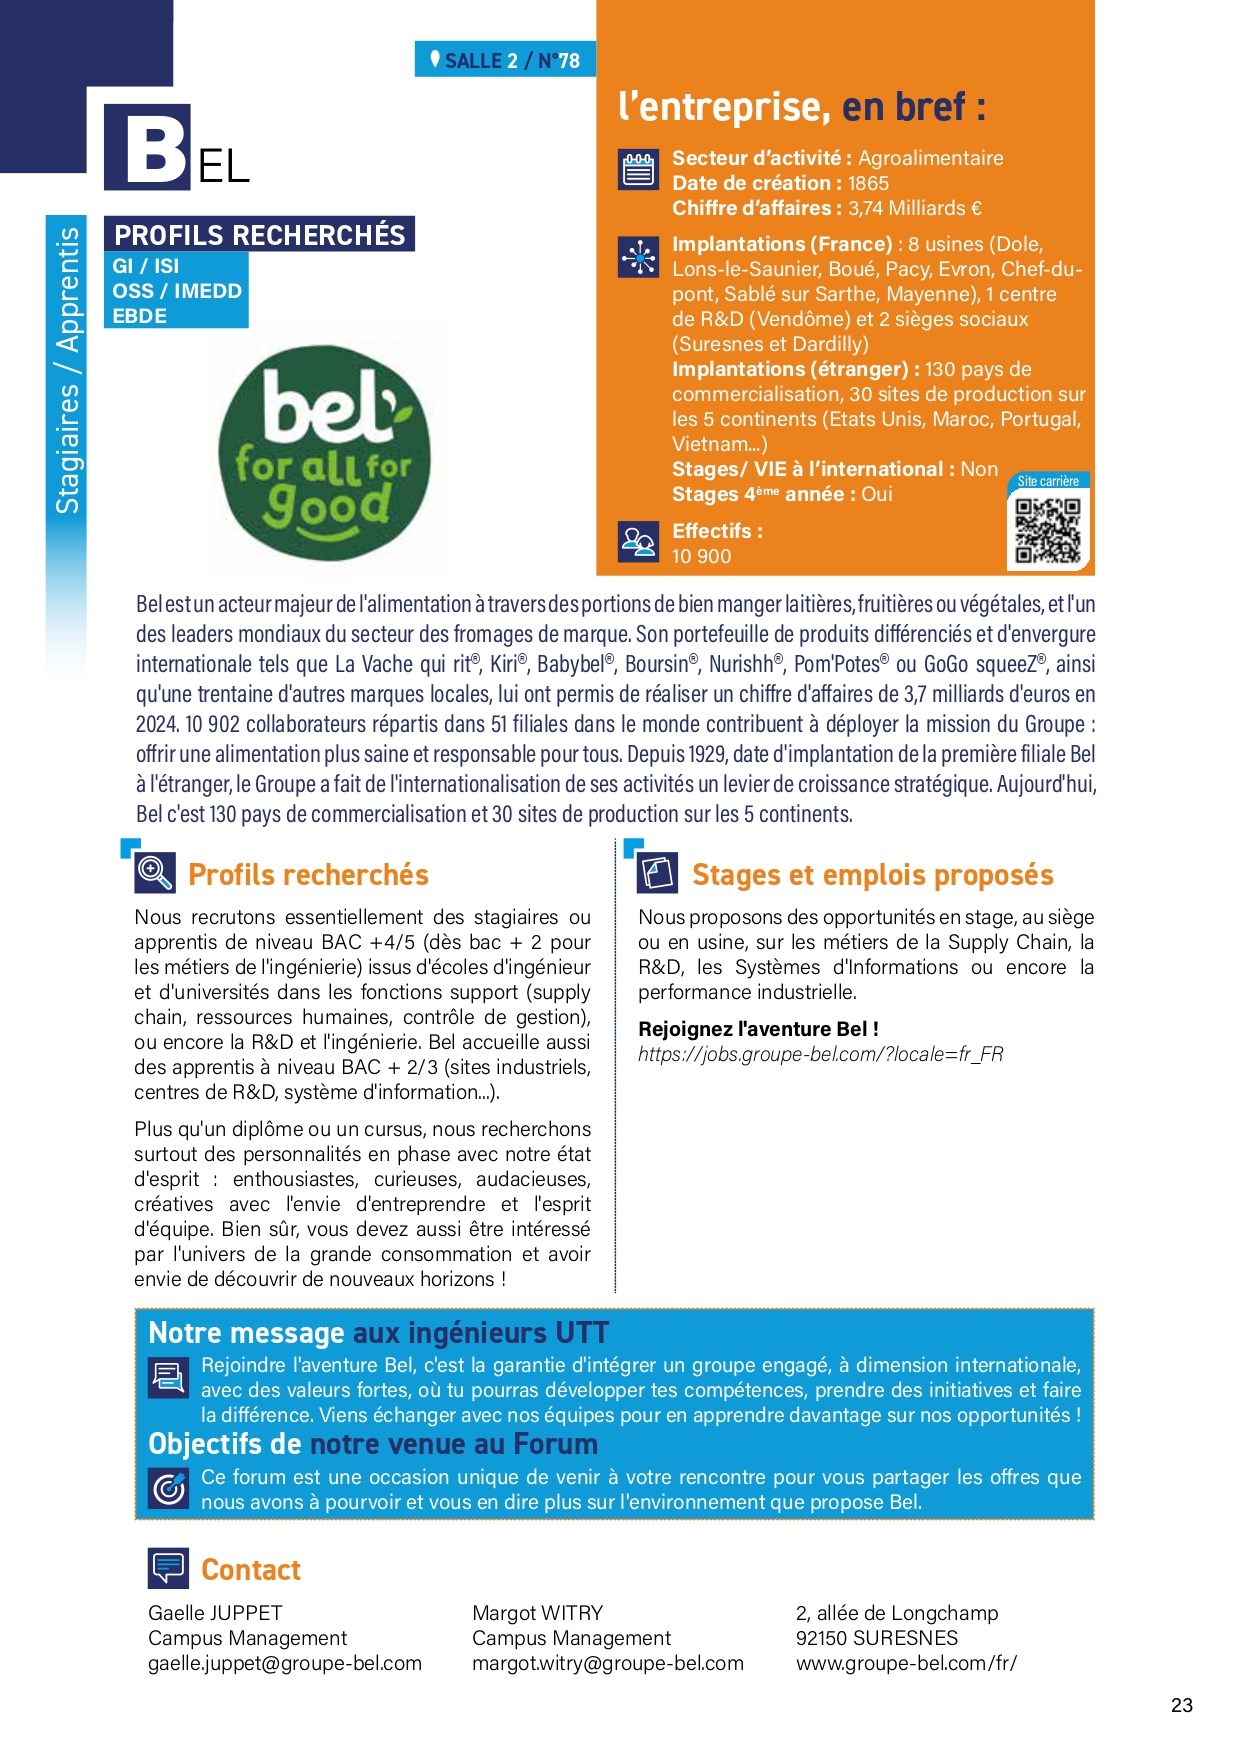 SALLE 2 / N°78
BEL
PROFILS RECHERCHÉS
GI / ISI
OSS / IMEDD
EBDE
Stagiaires / Apprentis
bel
for all for
good
l'entreprise, en bref :
Secteur d'activité : Agroalimentaire
Date de création : 1865
Chiffre d'affaires : 3,74 Milliards €
Implantations (France) : 8 usines (Dole,
Lons-le-Saunier, Boué, Pacy, Evron, Chef-du-
pont, Sablé sur Sarthe, Mayenne), 1 centre
de R&D (Vendôme) et 2 sièges sociaux
(Suresnes et Dardilly)
Implantations (étranger) : 130 pays de
commercialisation, 30 sites de production sur
les 5 continents (Etats Unis, Maroc, Portugal,
Vietnam...)
Stages/ VIE à l'international : Non
Stages 4ème année : Oui
Site carrière
Effectifs :
10 900
Bel est un acteur majeur de l'alimentation à travers des portions de bien manger laitières, fruitières ou végétales, et l'un
des leaders mondiaux du secteur des fromages de marque. Son portefeuille de produits différenciés et d'envergure
internationale tels que La Vache qui rit®, Kiri®, Babybel®, Boursin®, Nurishh®, Pom'Potes® ou GoGo squeeZ®, ainsi
qu'une trentaine d'autres marques locales, lui ont permis de réaliser un chiffre d'affaires de 3,7 milliards d'euros en
2024. 10 902 collaborateurs répartis dans 51 filiales dans le monde contribuent à déployer la mission du Groupe :
offrir une alimentation plus saine et responsable pour tous. Depuis 1929, date d'implantation de la première filiale Bel
à l'étranger, le Groupe a fait de l'internationalisation de ses activités un levier de croissance stratégique. Aujourd'hui,
Bel c'est 130 pays de commercialisation et 30 sites de production sur les 5 continents.
Profils recherchés
Nous recrutons essentiellement des stagiaires ou
apprentis de niveau BAC +4/5 (dès bac + 2 pour
les métiers de l'ingénierie) issus d'écoles d'ingénieur
et d'universités dans les fonctions support (supply
chain, ressources humaines, contrôle de gestion),
ou encore la R&D et l'ingénierie. Bel accueille aussi
des apprentis à niveau BAC + 2/3 (sites industriels,
centres de R&D, système d'information...).
Plus qu'un diplôme ou un cursus, nous recherchons
surtout des personnalités en phase avec notre état
d'esprit : enthousiastes, curieuses, audacieuses,
créatives avec l'envie d'entreprendre et l'esprit
d'équipe. Bien sûr, vous devez aussi être intéressé
par l'univers de la grande consommation et avoir
envie de découvrir de nouveaux horizons !
Stages et emplois proposés
Nous proposons des opportunités en stage, au siège
ou en usine, sur les métiers de la Supply Chain, la
R&D, les Systèmes d'Informations ou encore la
performance industrielle.
Rejoignez l'aventure Bel !
https://jobs.groupe-bel.com/?locale=fr_FR
Notre message aux ingénieurs UTT
Rejoindre l'aventure Bel, c'est la garantie d'intégrer un groupe engagé, à dimension internationale,
avec des valeurs fortes, où tu pourras développer tes compétences, prendre des initiatives et faire
la différence. Viens échanger avec nos équipes pour en apprendre davantage sur nos opportunités !
Objectifs de notre venue au Forum
Ce forum est une occasion unique de venir à votre rencontre pour vous partager les offres que
nous avons à pourvoir et vous en dire plus sur l'environnement que propose Bel.
Contact
Gaelle JUPPET
Campus Management
gaelle.juppet@groupe-bel.com
Margot WITRY
Campus Management
margot.witry@groupe-bel.com
2, allée de Longchamp
92150 SURESNES
www.groupe-bel.com/fr/
23